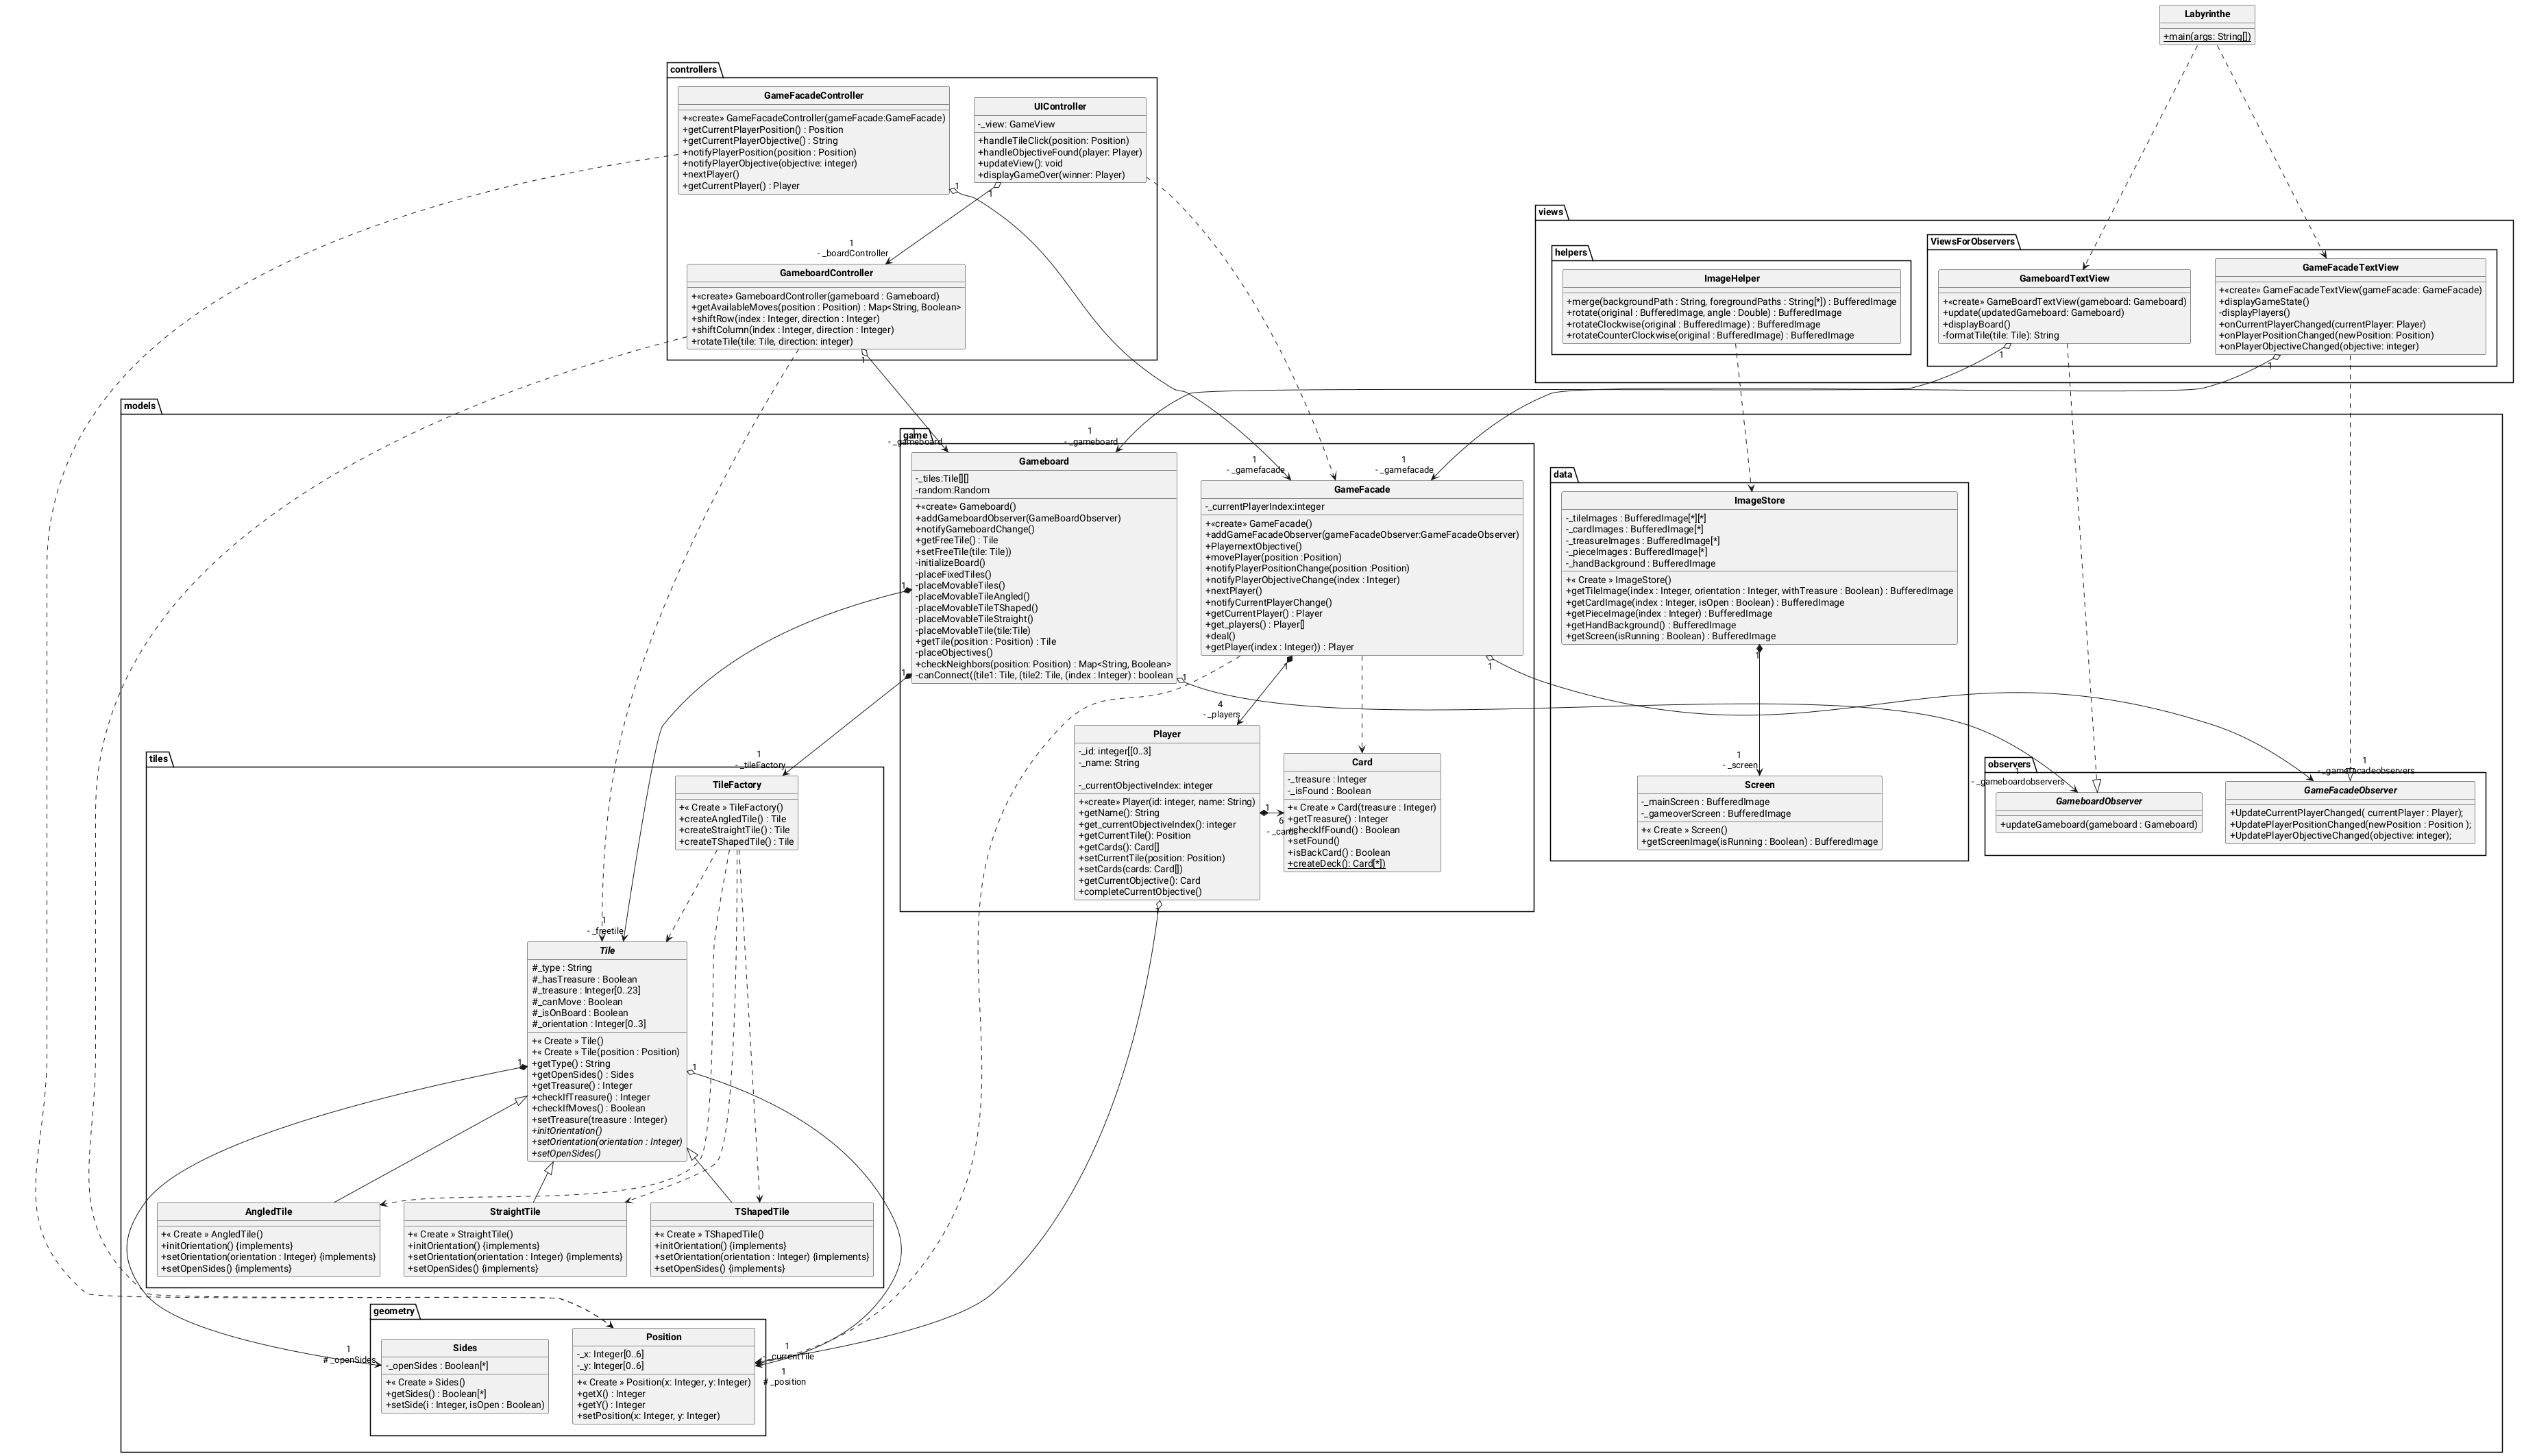 Labyrinthe
+main(args: String[])
controllers
GameFacadeController
+«create» GameFacadeController(gameFacade:GameFacade)
+getCurrentPlayerPosition() : Position
+getCurrentPlayerObjective() : String
+notifyPlayerPosition(position : Position)
+notifyPlayerObjective(objective: integer)
+nextPlayer()
+getCurrentPlayer() : Player
UIController
-_view: GameView
+handleTileClick(position: Position)
+handleObjectiveFound(player: Player)
+updateView(): void
+displayGameOver(winner: Player)
1
1
1
- _boardController
GameboardController
+«create» GameboardController(gameboard : Gameboard)
+getAvailableMoves(position : Position) : Map<String, Boolean>
+shiftRow(index : Integer, direction : Integer)
+shiftColumn(index : Integer, direction : Integer)
+rotateTile(tile: Tile, direction: integer)
1
views
helpers
ImageHelper
+merge(backgroundPath : String, foregroundPaths : String[*]) : BufferedImage
+rotate(original : BufferedImage, angle : Double) : BufferedImage
+rotateClockwise(original : BufferedImage) : BufferedImage
+rotateCounterClockwise(original : BufferedImage) : BufferedImage
ViewsForObservers
GameboardTextView
+«create» GameBoardTextView(gameboard: Gameboard)
+update(updatedGameboard: Gameboard)
+displayBoard()
-formatTile(tile: Tile): String
1
GameFacadeTextView
+«create» GameFacadeTextView(gameFacade: GameFacade)
+displayGameState()
-displayPlayers()
+onCurrentPlayerChanged(currentPlayer: Player)
+onPlayerPositionChanged(newPosition: Position)
+onPlayerObjectiveChanged(objective: integer)
1
models
game
1
- _gameboard
1
- _gameboard
1
- _gamefacade
1
- _gamefacade
Gameboard
-_tiles:Tile[][]
-random:Random
+«create» Gameboard()
+addGameboardObserver(GameBoardObserver)
+notifyGameboardChange()
+getFreeTile() : Tile
+setFreeTile(tile: Tile))
-initializeBoard()
-placeFixedTiles()
-placeMovableTiles()
-placeMovableTileAngled()
-placeMovableTileTShaped()
-placeMovableTileStraight()
-placeMovableTile(tile:Tile)
+getTile(position : Position) : Tile
-placeObjectives()
+checkNeighbors(position: Position) : Map<String, Boolean>
-canConnect((tile1: Tile, (tile2: Tile, (index : Integer) : boolean
1
1
1
GameFacade
-_currentPlayerIndex:integer
+«create» GameFacade()
+addGameFacadeObserver(gameFacadeObserver:GameFacadeObserver)
+PlayernextObjective()
+movePlayer(position :Position)
+notifyPlayerPositionChange(position :Position)
+notifyPlayerObjectiveChange(index : Integer)
+nextPlayer()
+notifyCurrentPlayerChange()
+getCurrentPlayer() : Player
+get_players() : Player[]
+deal()
+getPlayer(index : Integer)) : Player
1
1
4
- _players
Player
-_id: integer[[0..3]
-_name: String
-_currentObjectiveIndex: integer
+«create» Player(id: integer, name: String)
+getName(): String
+get_currentObjectiveIndex(): integer
+getCurrentTile(): Position
+getCards(): Card[]
+setCurrentTile(position: Position)
+setCards(cards: Card[])
+getCurrentObjective(): Card
+completeCurrentObjective()
1
1
6
- _cards
Card
-_treasure : Integer
-_isFound : Boolean
+« Create » Card(treasure : Integer)
+getTreasure() : Integer
+checkIfFound() : Boolean
+setFound()
+isBackCard() : Boolean
+createDeck(): Card[*])
data
ImageStore
-_tileImages : BufferedImage[*][*]
-_cardImages : BufferedImage[*]
-_treasureImages : BufferedImage[*]
-_pieceImages : BufferedImage[*]
-_handBackground : BufferedImage
+« Create » ImageStore()
+getTileImage(index : Integer, orientation : Integer, withTreasure : Boolean) : BufferedImage
+getCardImage(index : Integer, isOpen : Boolean) : BufferedImage
+getPieceImage(index : Integer) : BufferedImage
+getHandBackground() : BufferedImage
+getScreen(isRunning : Boolean) : BufferedImage
1
1
- _screen
Screen
-_mainScreen : BufferedImage
-_gameoverScreen : BufferedImage
+« Create » Screen()
+getScreenImage(isRunning : Boolean) : BufferedImage
observers
1
- _gameboardobservers
1
- _gamefacadeobservers
GameboardObserver
+updateGameboard(gameboard : Gameboard)
GameFacadeObserver
+UpdateCurrentPlayerChanged( currentPlayer : Player);
+UpdatePlayerPositionChanged(newPosition : Position );
+UpdatePlayerObjectiveChanged(objective: integer);
tiles
1
- _tileFactory
TileFactory
+« Create » TileFactory()
+createAngledTile() : Tile
+createStraightTile() : Tile
+createTShapedTile() : Tile
1
- _freetile
Tile
#_type : String
#_hasTreasure : Boolean
#_treasure : Integer[0..23]
#_canMove : Boolean
#_isOnBoard : Boolean
#_orientation : Integer[0..3]
+« Create » Tile()
+« Create » Tile(position : Position)
+getType() : String
+getOpenSides() : Sides
+getTreasure() : Integer
+checkIfTreasure() : Integer
+checkIfMoves() : Boolean
+setTreasure(treasure : Integer)
+initOrientation()
+setOrientation(orientation : Integer)
+setOpenSides()
1
1
AngledTile
+« Create » AngledTile()
+initOrientation() {implements}
+setOrientation(orientation : Integer) {implements}
+setOpenSides() {implements}
StraightTile
+« Create » StraightTile()
+initOrientation() {implements}
+setOrientation(orientation : Integer) {implements}
+setOpenSides() {implements}
TShapedTile
+« Create » TShapedTile()
+initOrientation() {implements}
+setOrientation(orientation : Integer) {implements}
+setOpenSides() {implements}
geometry
1
# _openSides
Sides
-_openSides : Boolean[*]
+« Create » Sides()
+getSides() : Boolean[*]
+setSide(i : Integer, isOpen : Boolean)
Position
-_x: Integer[0..6]
-_y: Integer[0..6]
+« Create » Position(x: Integer, y: Integer)
+getX() : Integer
+getY() : Integer
+setPosition(x: Integer, y: Integer)
1
- _currentTile
1
# _position